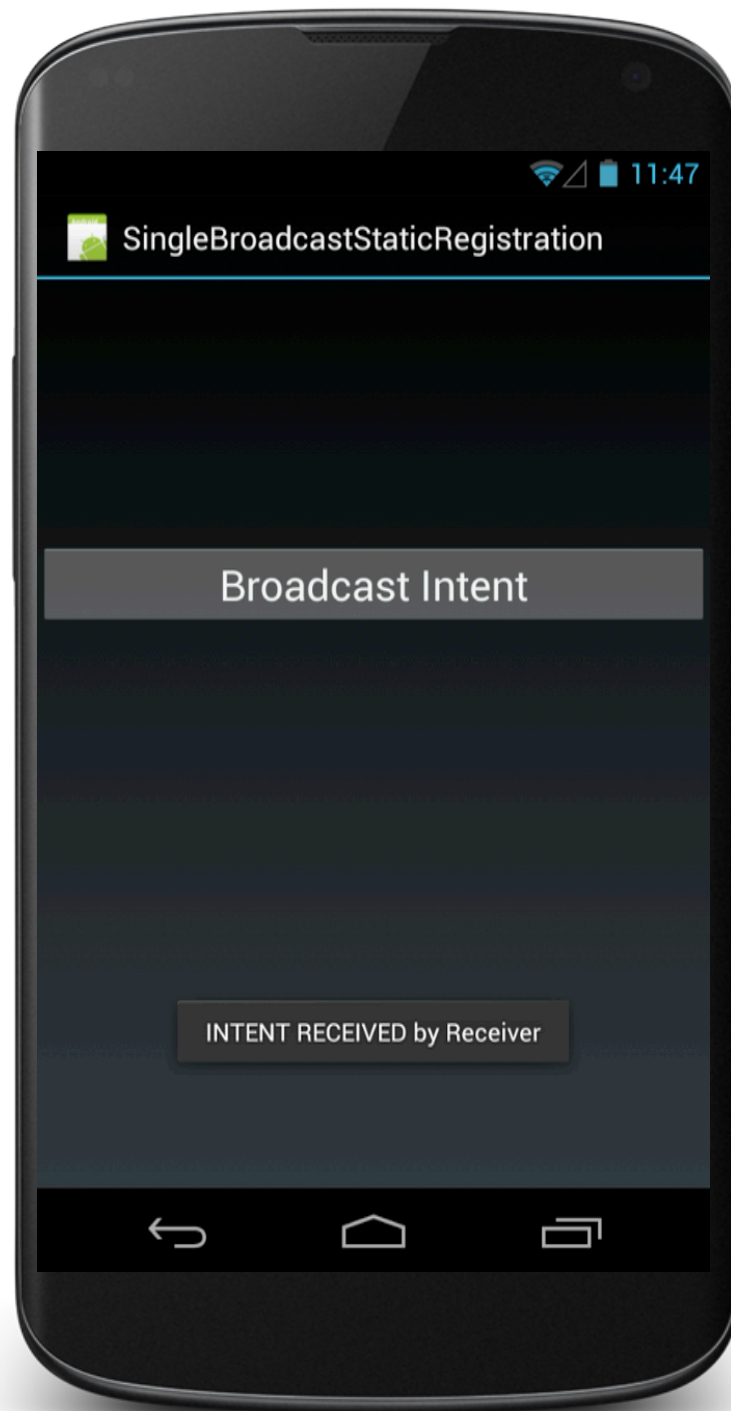 11:47
SingleBroadcastStaticRegistration
Broadcast Intent
INTENT RECEIVED by Receiver